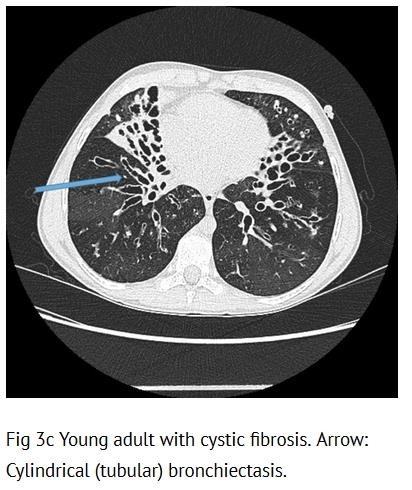 Fig 3c Young adult with cystic fibrosis. Arrow:
Cylindrical (tubular) bronchiectasis.